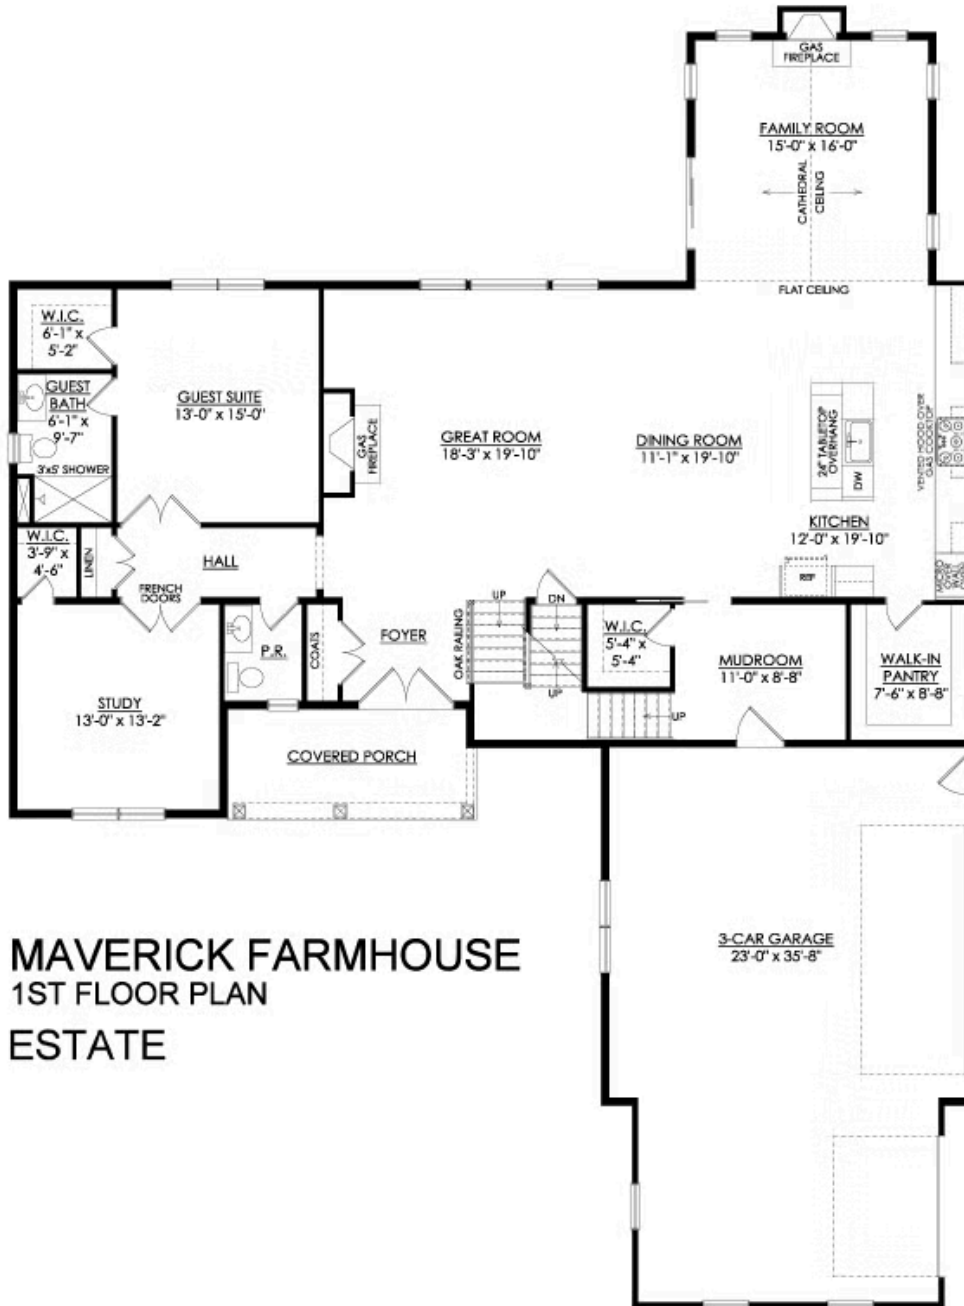 GAS
FIREPLACE
FAMILY ROOM
15'-0" x 16'-0"
CATHEDRAL
CEILING
FLAT CEILING
W.I.C.
6'-1" x
5'-2"
GUEST
BATH
6'-1" x
9'-7"
3'x5' SHOWER
GUEST SUITE
13'-0" x 15'-0"
GAS
FIREPLACE
GREAT ROOM
18'-3" x 19'-10"
DINING ROOM
11'-1" x 19'-10"
24" TABLETOP
OVERHANG
DW
VENTED HOOD OVER
GAS COOKTOP
KITCHEN
12'-0" x 19'-10"
REF
MICRO
OVER
WALL
OVEN
W.I.C.
3'-9" x
4'-6"
LINEN
HALL
FRENCH
DOORS
P.R.
COATS
FOYER
OAK RAILING
UP
DN
UP
W.I.C.
5'-4" x
5'-4"
UP
MUDROOM
11'-0" x 8'-8"
WALK-IN
PANTRY
7'-6" x 8'-8"
STUDY
13'-0" x 13'-2"
COVERED PORCH
3-CAR GARAGE
23'-0" x 35'-8"
MAVERICK FARMHOUSE
1ST FLOOR PLAN
ESTATE